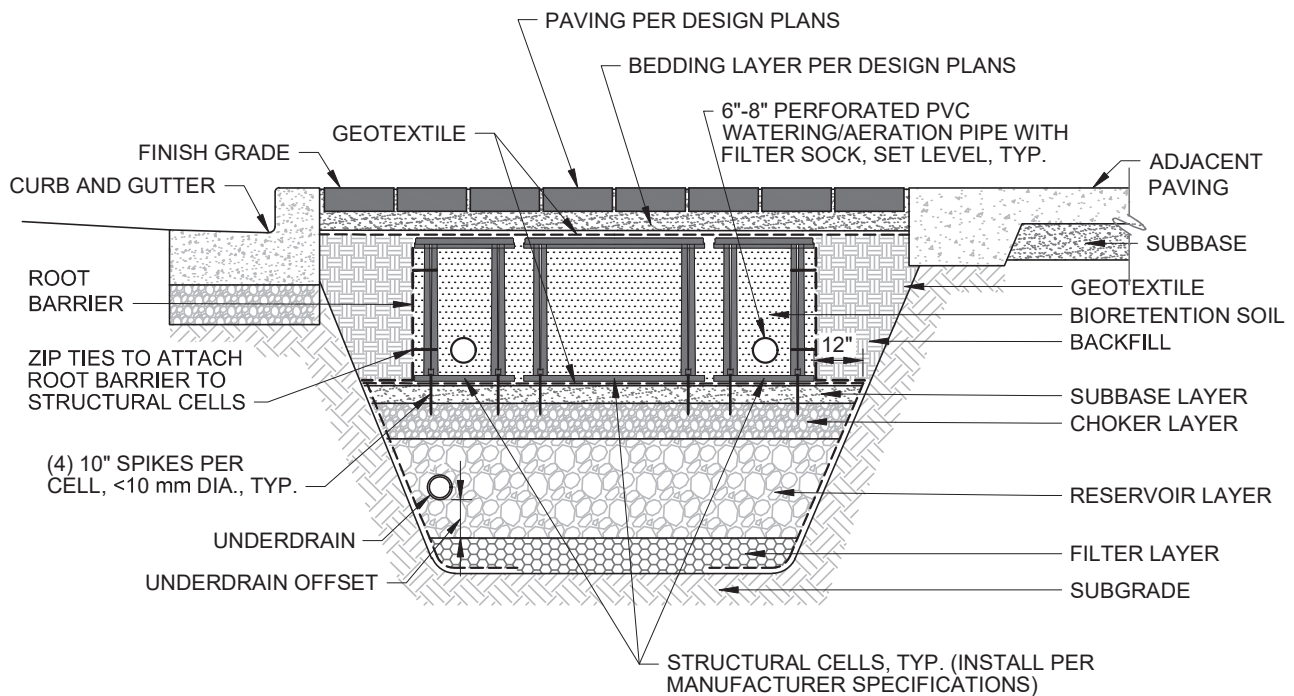 PAVING PER DESIGN PLANS
BEDDING LAYER PER DESIGN PLANS
6"-8" PERFORATED PVC
WATERING/AERATION PIPE WITH
FILTER SOCK, SET LEVEL, TYP.
GEOTEXTILE
FINISH GRADE
CURB AND GUTTER
ADJACENT
PAVING
SUBBASE
ROOT
BARRIER
GEOTEXTILE
BIORETENTION SOIL
BACKFILL
12"
ZIP TIES TO ATTACH
ROOT BARRIER TO
STRUCTURAL CELLS
SUBBASE LAYER
CHOKER LAYER
(4) 10" SPIKES PER
CELL, <10 mm DIA., TYP.
RESERVOIR LAYER
UNDERDRAIN
FILTER LAYER
UNDERDRAIN OFFSET
SUBGRADE
STRUCTURAL CELLS, TYP. (INSTALL PER
MANUFACTURER SPECIFICATIONS)